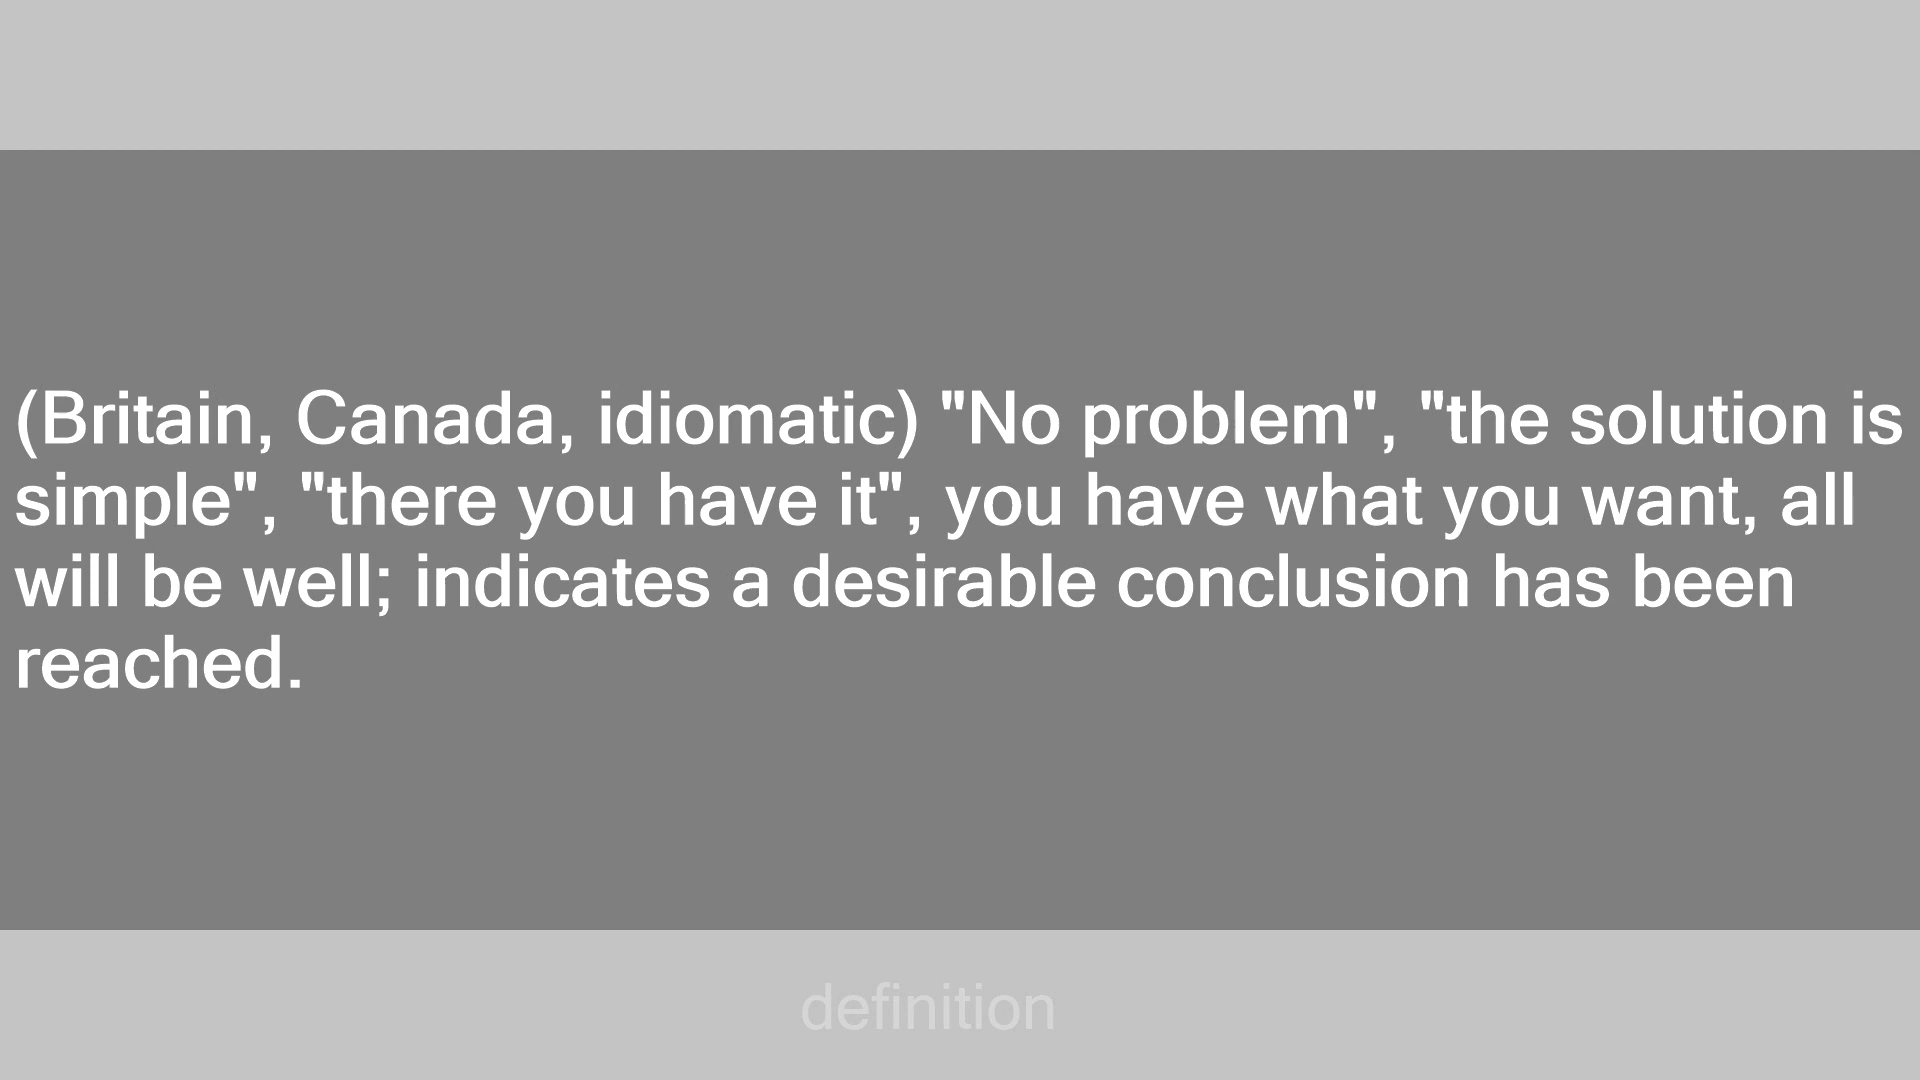 (Britain, Canada, idiomatic) "No problem", "the solution is
simple", "there you have it", you have what you want, all
will be well; indicates a desirable conclusion has been
reached.
definition